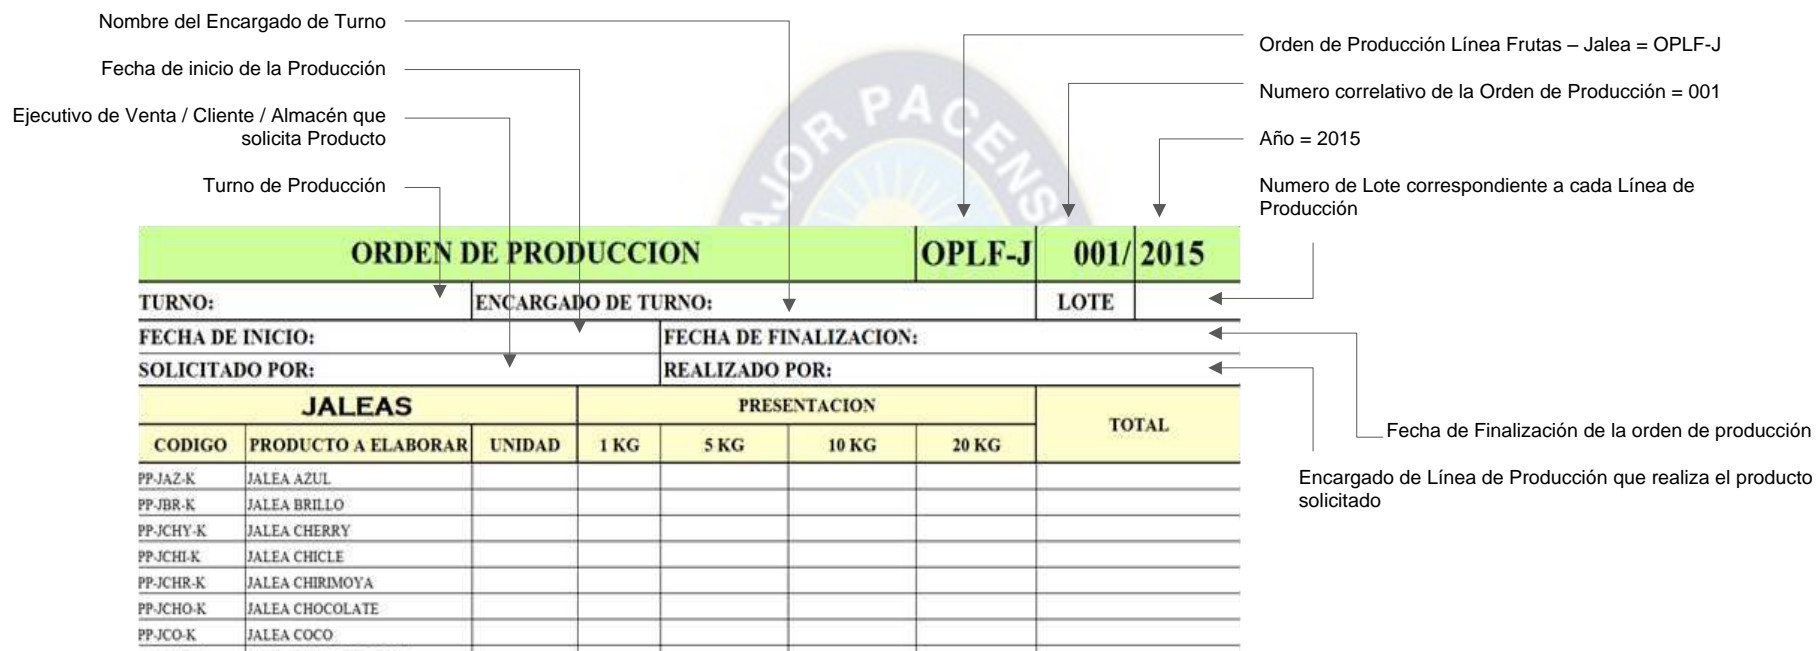 Nombre del Encargado de Turno
Fecha de inicio de la Producción
Ejecutivo de Venta / Cliente / Almacén que
solicita Producto
Turno de Producción
Orden de Producción Línea Frutas – Jalea = OPLF-J
Numero correlativo de la Orden de Producción = 001
Año = 2015
Numero de Lote correspondiente a cada Línea de
Producción
AJOR PACENS
ORDEN DE PRODUCCION OPLF-J 001/ 2015
TURNO: ENCARGADO DE TURNO: LOTE
FECHA DE INICIO: FECHA DE FINALIZACION:
SOLICITADO POR: REALIZADO POR:
JALEAS PRESENTACION TOTAL
CODIGO PRODUCTO A ELABORAR UNIDAD 1 KG 5 KG 10 KG 20 KG
PP-JAZ-K JALEA AZUL
PP-JBR-K JALEA BRILLO
PP-JCHY-K JALEA CHERRY
PP-JCHI-K JALEA CHICLE
PP-JCHR-K JALEA CHIRIMOYA
PP-JCHO-K JALEA CHOCOLATE
PP-JCO-K JALEA COCO
Fecha de Finalización de la orden de producción
Encargado de Línea de Producción que realiza el producto
solicitado